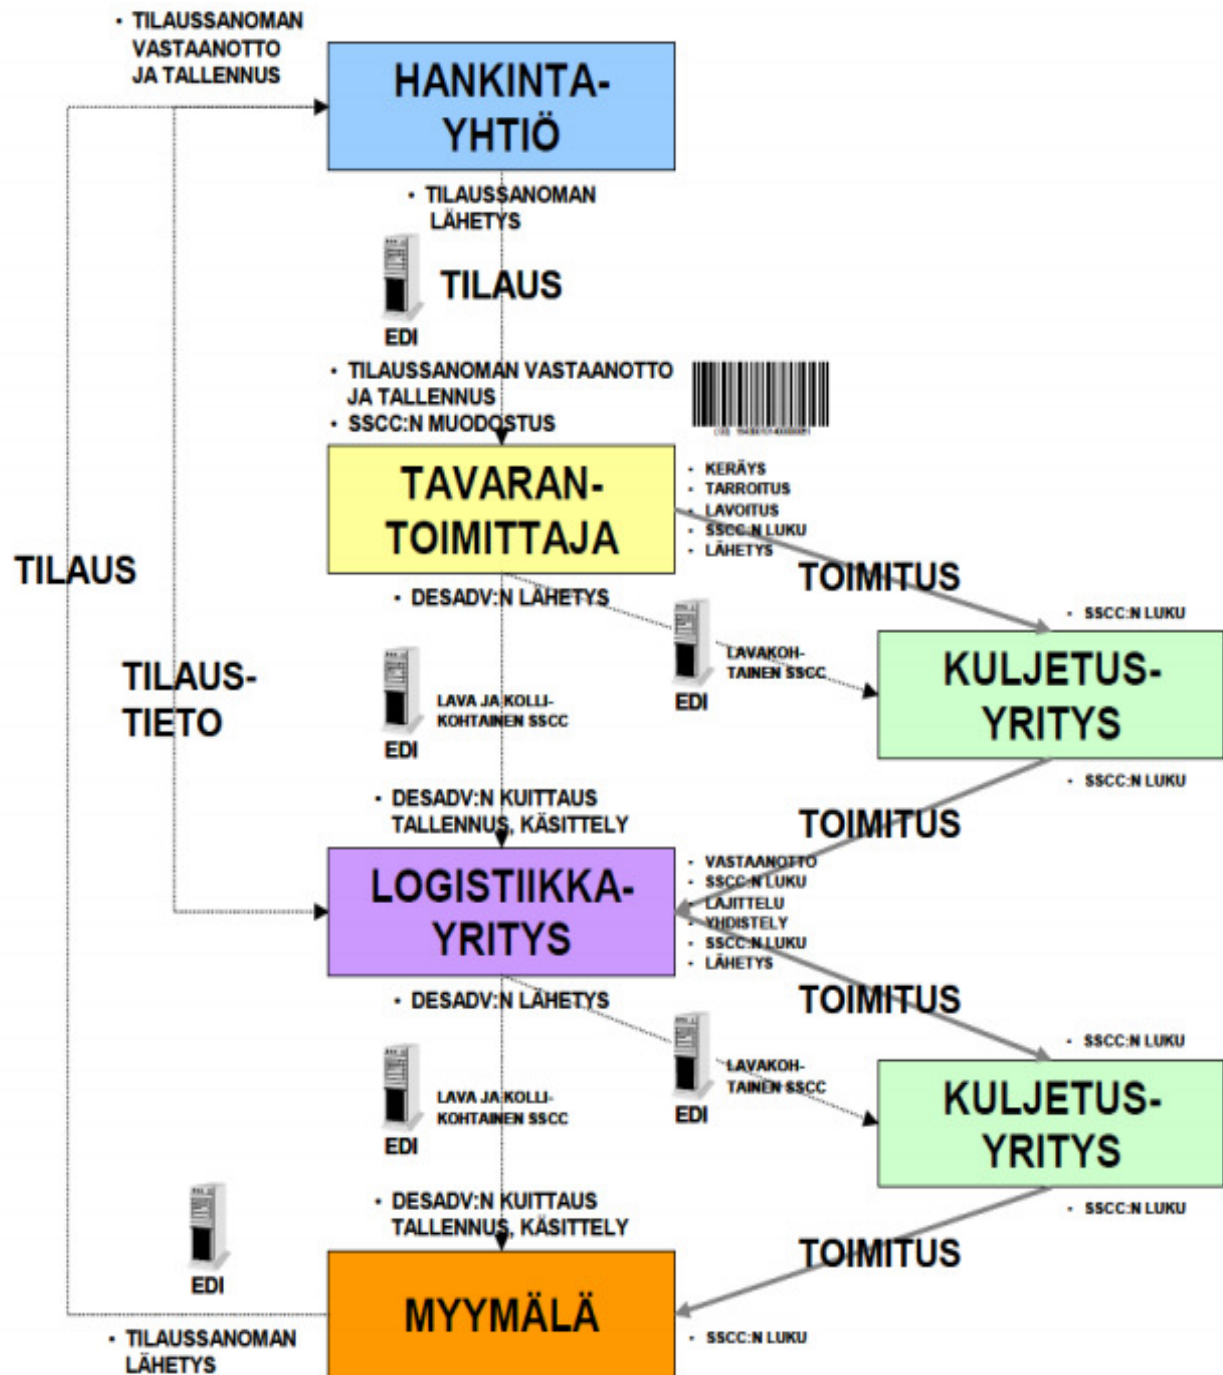 • TILAUSSANOMAN
VASTAANOTTO
JA TALLENNUS
HANKINTA-
YHTIÖ
• TILAUSSANOMAN
LÄHETYS
TILAUS
EDI
• TILAUSSANOMAN VASTAANOTTO
JA TALLENNUS
• SSCC:N MUODOSTUS
TAVARAN-
TOIMITTAJA
- KERÄYS
- TARROITUS
- LAVOITUS
- SSCC:N LUKU
- LÄHETYS
TOIMITUS
TILAUS
• DESADV:N LÄHETYS
- SSCC:N LUKU
KULJETUS-
YRITYS
LAVAKOH-
TAINEN SSCC
EDI
TILAUS-
TIETO
LAVA JA KOLLI-
KOHTAINEN SSCC
EDI
- SSCC:N LUKU
• DESADV:N KUITTAUS
TALLENNUS, KÄSITTELY
TOIMITUS
LOGISTIIKKA-
YRITYS
- VASTAANOTTO
- SSCC:N LUKU
- LAJITTELU
- YHDISTELY
- SSCC:N LUKU
- LÄHETYS
TOIMITUS
• DESADV:N LÄHETYS
- SSCC:N LUKU
KULJETUS-
YRITYS
LAVAKOH-
TAINEN SSCC
EDI
LAVA JA KOLLI-
KOHTAINEN SSCC
EDI
- SSCC:N LUKU
• DESADV:N KUITTAUS
TALLENNUS, KÄSITTELY
TOIMITUS
EDI
MYYMÄLÄ
- SSCC:N LUKU
• TILAUSSANOMAN
LÄHETYS